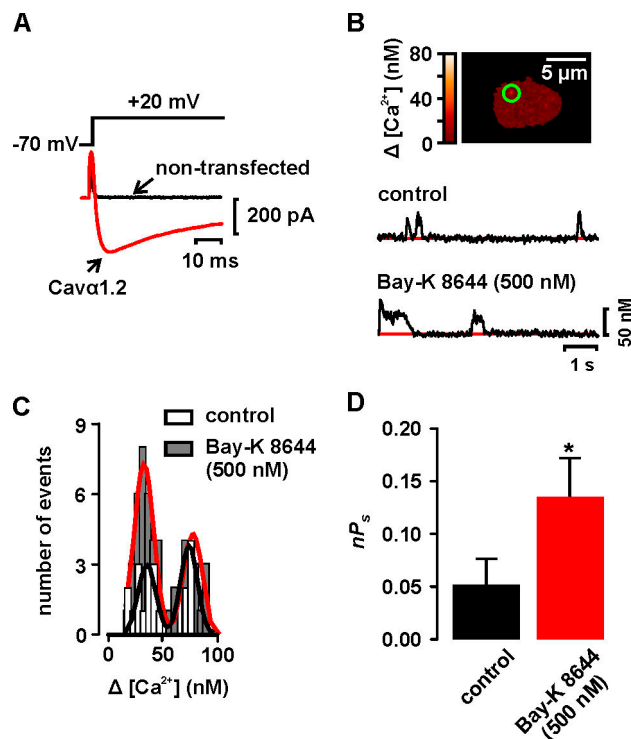 A
+20 mV
-70 mV
non-transfected
200 pA
10 ms
Cavα1.2
B
Δ [Ca²⁺] (nM)
80
40
0
5 μm
control
Bay-K 8644 (500 nM)
50 nM
1 s
C
control
Bay-K 8644
(500 nM)
number of events
9
6
3
0
0
50
100
Δ [Ca²⁺] (nM)
D
nPₛ
0.20
0.15
0.10
0.05
0.00
*
control
Bay-K 8644
(500 nM)